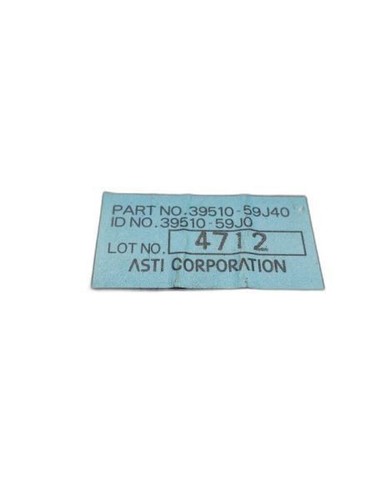 PART NO.39510-59J40
ID NO.39510-59J0
LOT NO. 4712
ASTI CORPORATION